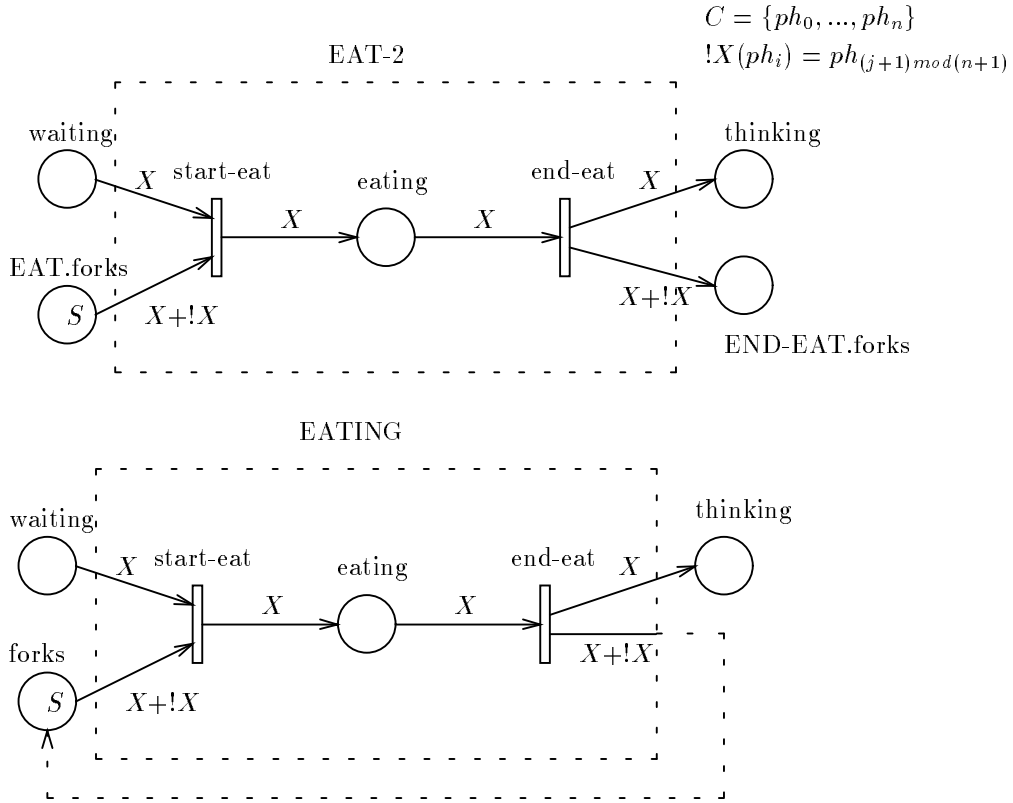 C = {ph_0, ..., ph_n}
!X(ph_i) = ph_{(j+1)mod(n+1)}
EAT-2
waiting
thinking
X
start-eat
eating
end-eat
X
X
X
EAT.forks
S
X+!X
X+!X
END-EAT.forks
EATING
waiting
thinking
X
start-eat
eating
end-eat
X
X
X
forks
X+!X
S
X+!X